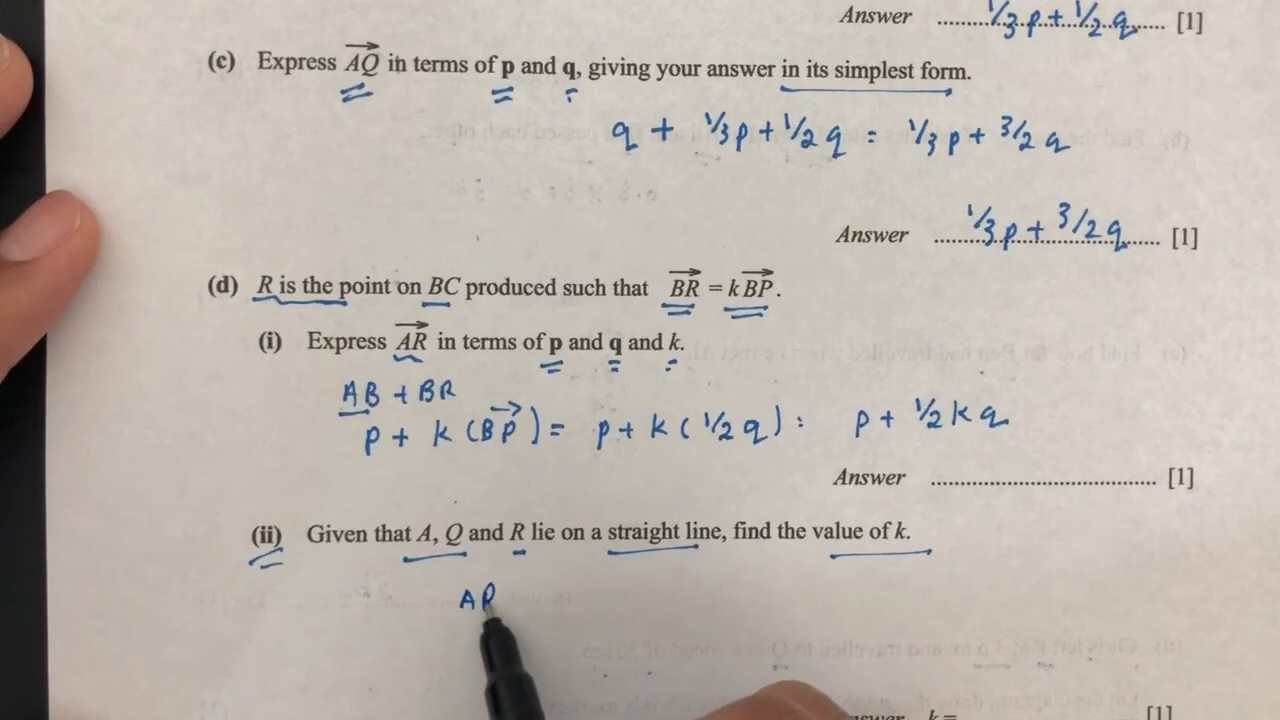 Answer ........1/3 p + 1/2 q...... [1]
(c) Express AQ in terms of p and q, giving your answer in its simplest form.
q + 1/3 p + 1/2 q = 1/3 p + 3/2 q
Answer ........1/3 p + 3/2 q...... [1]
(d) R is the point on BC produced such that BR = kBP.
(i) Express AR in terms of p and q and k.
AB + BR
p + k (BP) = p + k ( 1/2 q ) : p + 1/2 k q
Answer ........................................ [1]
(ii) Given that A, Q and R lie on a straight line, find the value of k.
AR
k = [1]